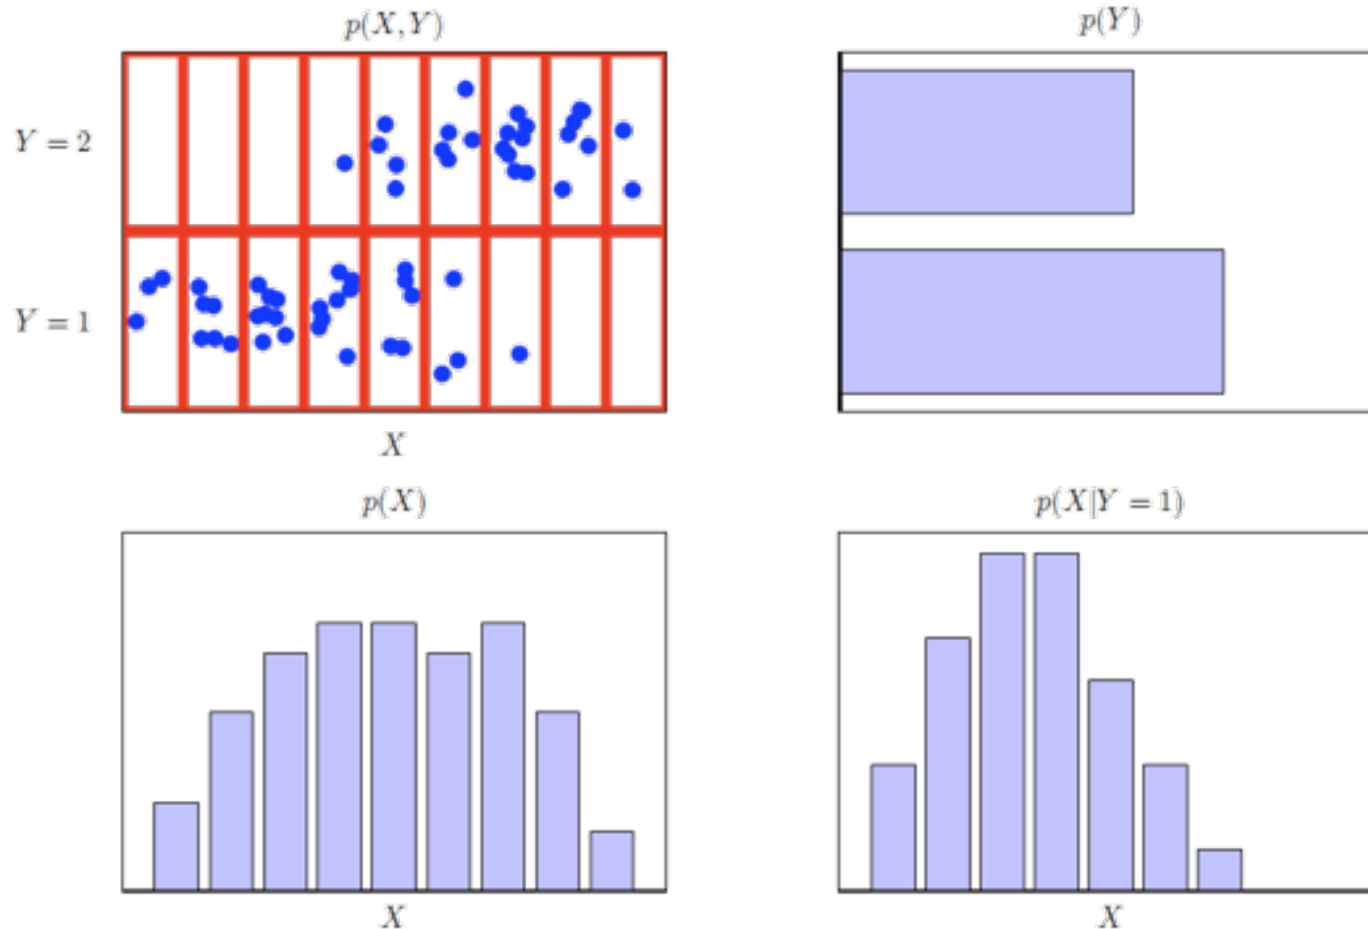 p(X, Y)
p(Y)
Y = 2
Y = 1
X
p(X)
p(X|Y = 1)
X
X